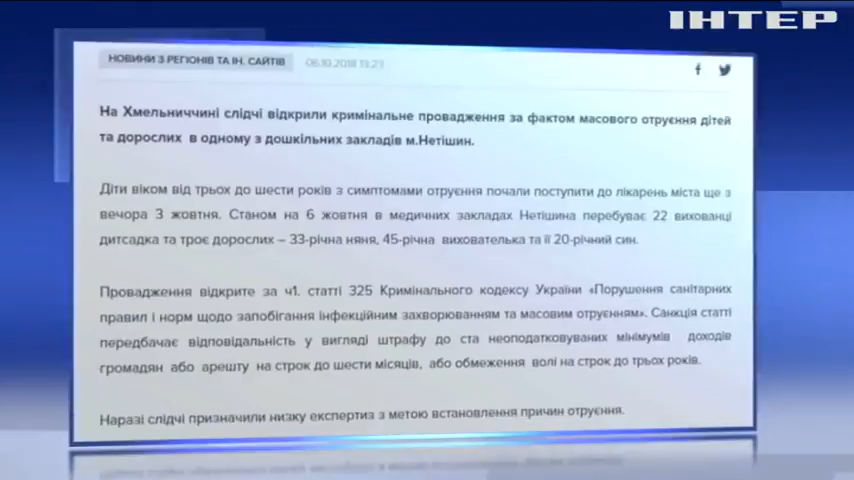 ІНТЕР
НОВИНИ З РЕГІОНІВ ТА ІН. САЙТІВ 06.10.2018 13:23
На Хмельниччині слідчі відкрили кримінальне провадження за фактом масового отруєння дітей
та дорослих в одному з дошкільних закладів м.Нетішин.
Діти віком від трьох до шести років з симптомами отруєння почали поступити до лікарень міста ще з
вечора 3 жовтня. Станом на 6 жовтня в медичних закладах Нетішина перебуває 22 вихованці
дитсадка та троє дорослих – 33-річна няня, 45-річна вихователька та її 20-річний син.
Провадження відкрите за ч1. статті 325 Кримінального кодексу України «Порушення санітарних
правил і норм щодо запобігання інфекційним захворюванням та масовим отруєнням». Санкція статті
передбачає відповідальність у вигляді штрафу до ста неоподатковуваних мінімумів доходів
громадян або арешту на строк до шести місяців, або обмеження волі на строк до трьох років.
Наразі слідчі призначили низку експертиз з метою встановлення причин отруєння.